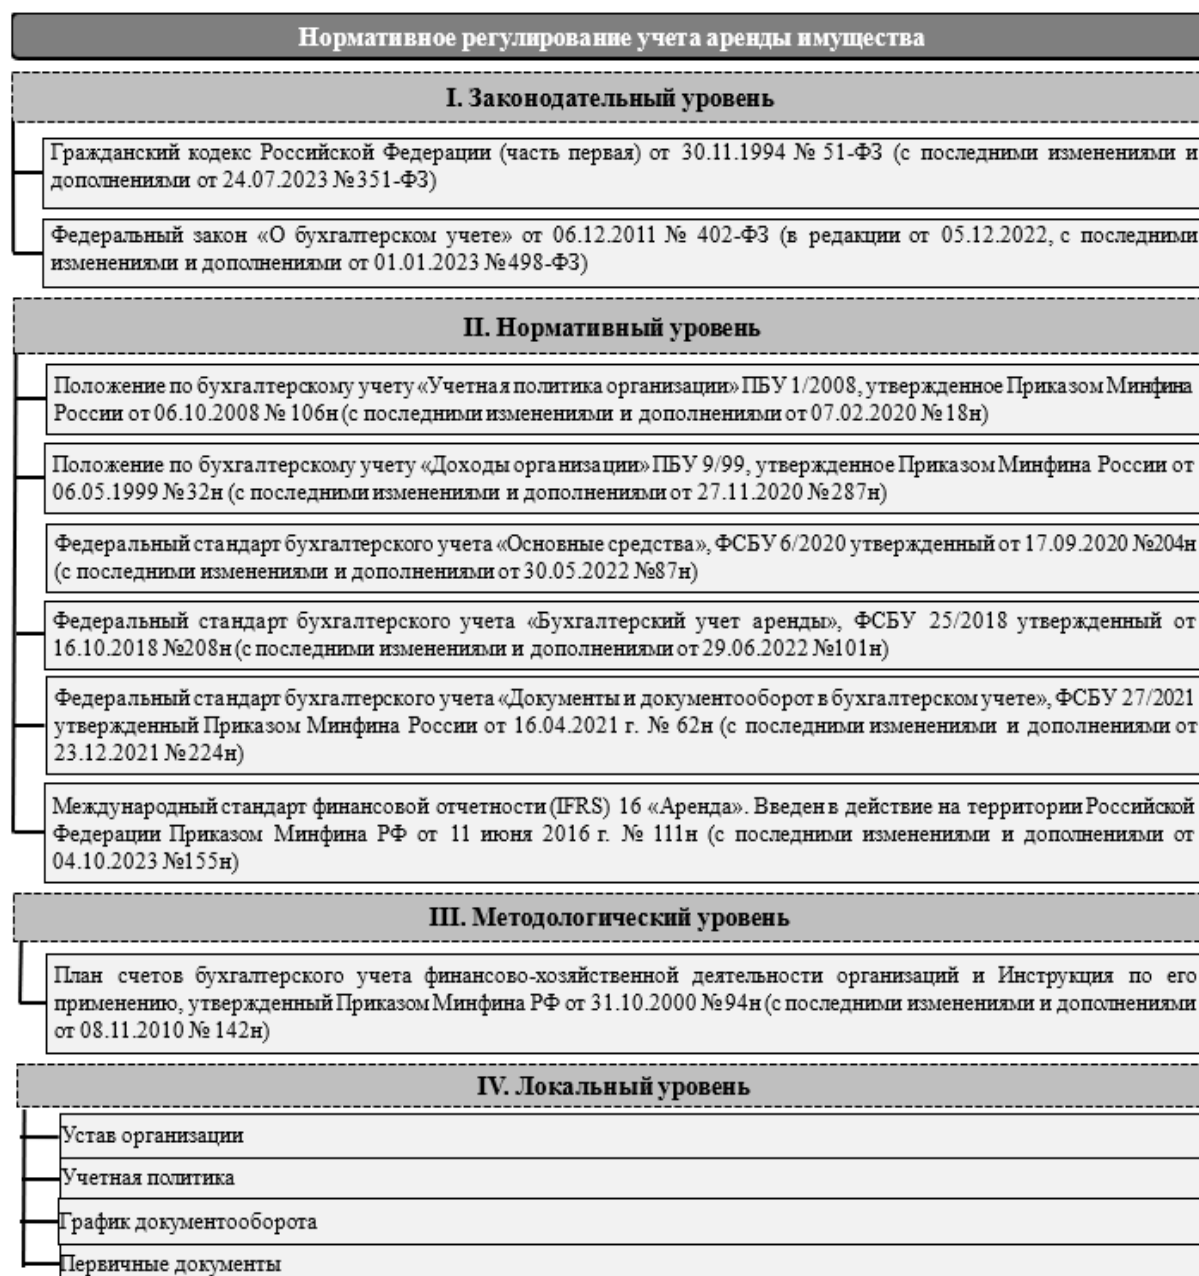 Нормативное регулирование учета аренды имущества
I. Законодательный уровень
Гражданский кодекс Российской Федерации (часть первая) от 30.11.1994 № 51-ФЗ (с последними изменениями и
дополнениями от 24.07.2023 №351-ФЗ)
Федеральный закон «О бухгалтерском учете» от 06.12.2011 № 402-ФЗ (в редакции от 05.12.2022, с последними
изменениями и дополнениями от 01.01.2023 №498-ФЗ)
II. Нормативный уровень
Положение по бухгалтерскому учету «Учетная политика организации» ПБУ 1/2008, утвержденное Приказом Минфина
России от 06.10.2008 № 106н (с последними изменениями и дополнениями от 07.02.2020 №18н)
Положение по бухгалтерскому учету «Доходы организации» ПБУ 9/99, утвержденное Приказом Минфина России от
06.05.1999 №32н (с последними изменениями и дополнениями от 27.11.2020 №287н)
Федеральный стандарт бухгалтерского учета «Основные средства», ФСБУ 6/2020 утвержденный от 17.09.2020 №204н
(с последними изменениями и дополнениями от 30.05.2022 №87н)
Федеральный стандарт бухгалтерского учета «Бухгалтерский учет аренды», ФСБУ 25/2018 утвержденный от
16.10.2018 №208н (с последними изменениями и дополнениями от 29.06.2022 №101н)
Федеральный стандарт бухгалтерского учета «Документы и документооборот в бухгалтерском учете», ФСБУ 27/2021
утвержденный Приказом Минфина России от 16.04.2021 г. № 62н (с последними изменениями и дополнениями от
23.12.2021 №224н)
Международный стандарт финансовой отчетности (IFRS) 16 «Аренда». Введен в действие на территории Российской
Федерации Приказом Минфина РФ от 11 июня 2016 г. № 111н (с последними изменениями и дополнениями от
04.10.2023 №155н)
III. Методологический уровень
План счетов бухгалтерского учета финансово-хозяйственной деятельности организаций и Инструкция по его
применению, утвержденный Приказом Минфина РФ от 31.10.2000 №94н (с последними изменениями и дополнениями
от 08.11.2010 № 142н)
IV. Локальный уровень
Устав организации
Учетная политика
График документооборота
Первичные документы